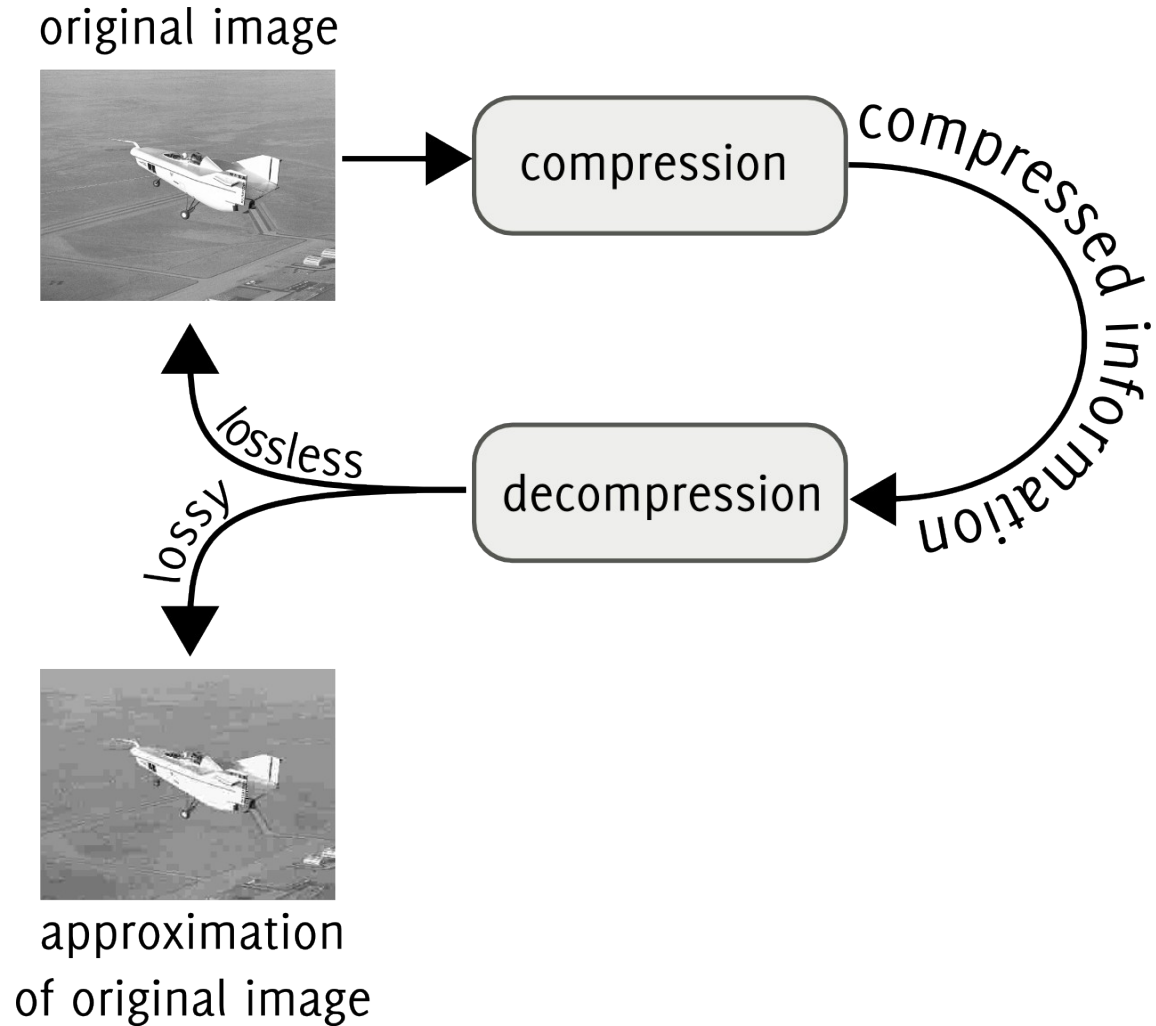 original image
compression
compressed information
lossless
decompression
lossy
approximation
of original image